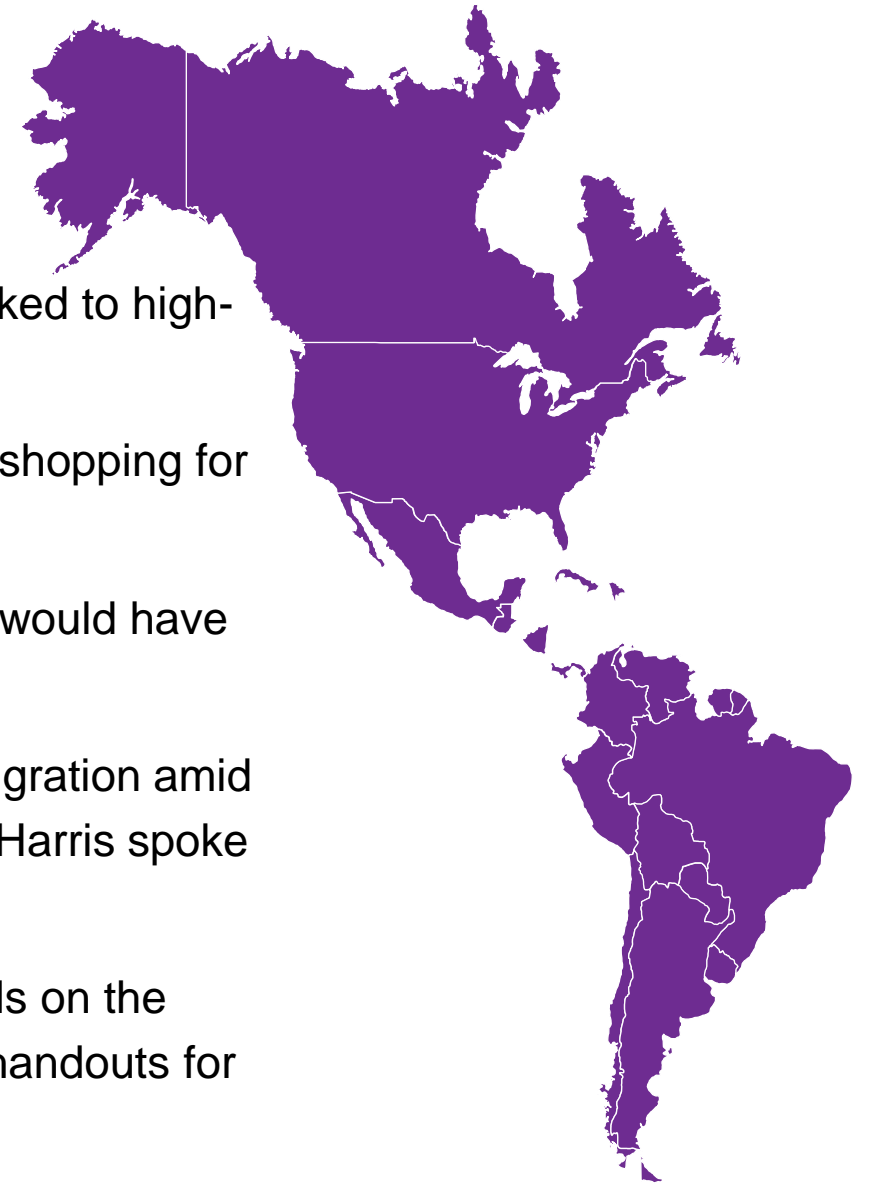 ked to high-
shopping for
would have
gration amid
Harris spoke
ls on the
handouts for